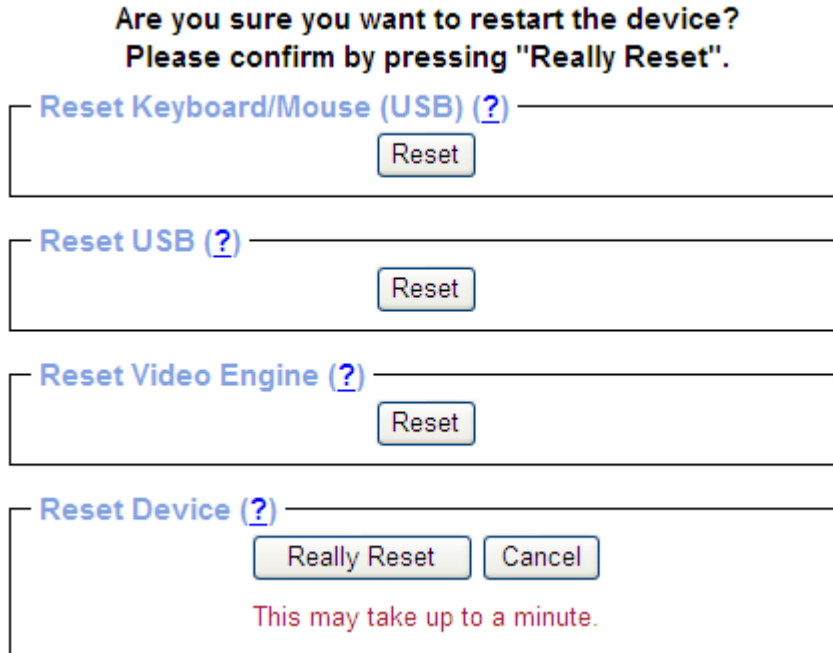 Are you sure you want to restart the device?
Please confirm by pressing "Really Reset".
Reset Keyboard/Mouse (USB) (?)
Reset
Reset USB (?)
Reset
Reset Video Engine (?)
Reset
Reset Device (?)
Really Reset Cancel
This may take up to a minute.